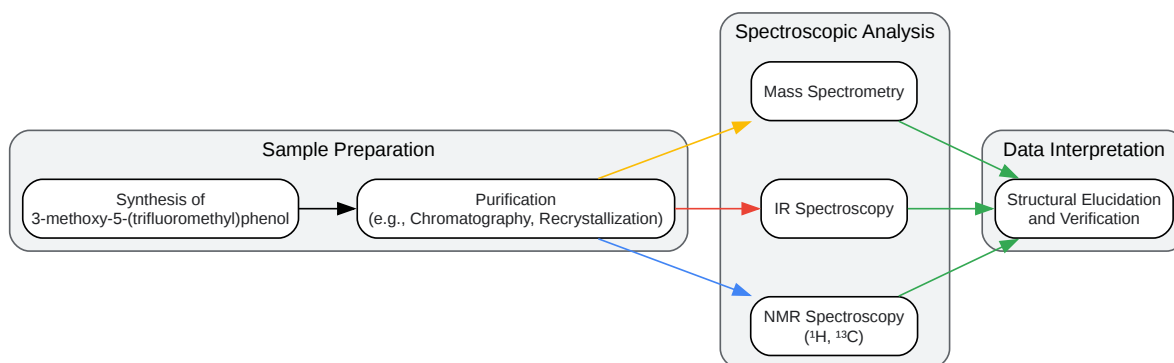 Sample Preparation
Synthesis of
3-methoxy-5-(trifluoromethyl)phenol
Purification
(e.g., Chromatography, Recrystallization)
Spectroscopic Analysis
Mass Spectrometry
IR Spectroscopy
NMR Spectroscopy
(¹H, ¹³C)
Data Interpretation
Structural Elucidation
and Verification